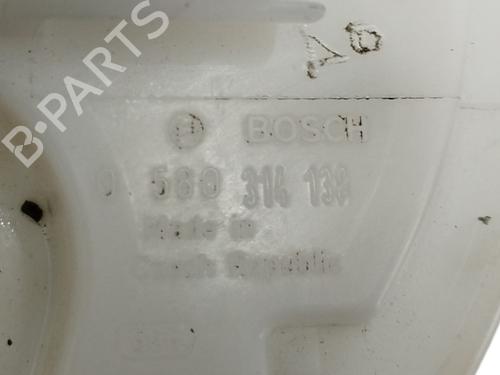 B-PARTS
BOSCH
0 580 314 138
Made in
Czech Republic